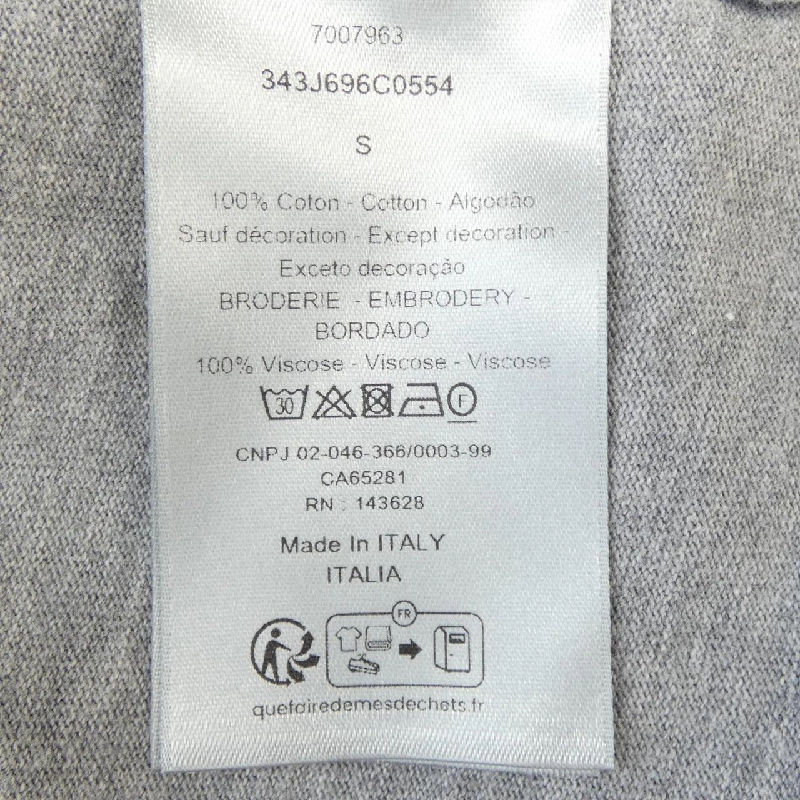 7007963
343J696C0554
S
100% Coton - Cotton - Algodão
Sauf décoration - Except decoration -
Exceto decoração
BRODERIE - EMBRODERY -
BORDADO
100% Viscose - Viscose - Viscose
30 F
CNPJ 02-046-366/0003-99
CA65281
RN : 143628
Made In ITALY
ITALIA
FR
quefairedemesdechets.fr